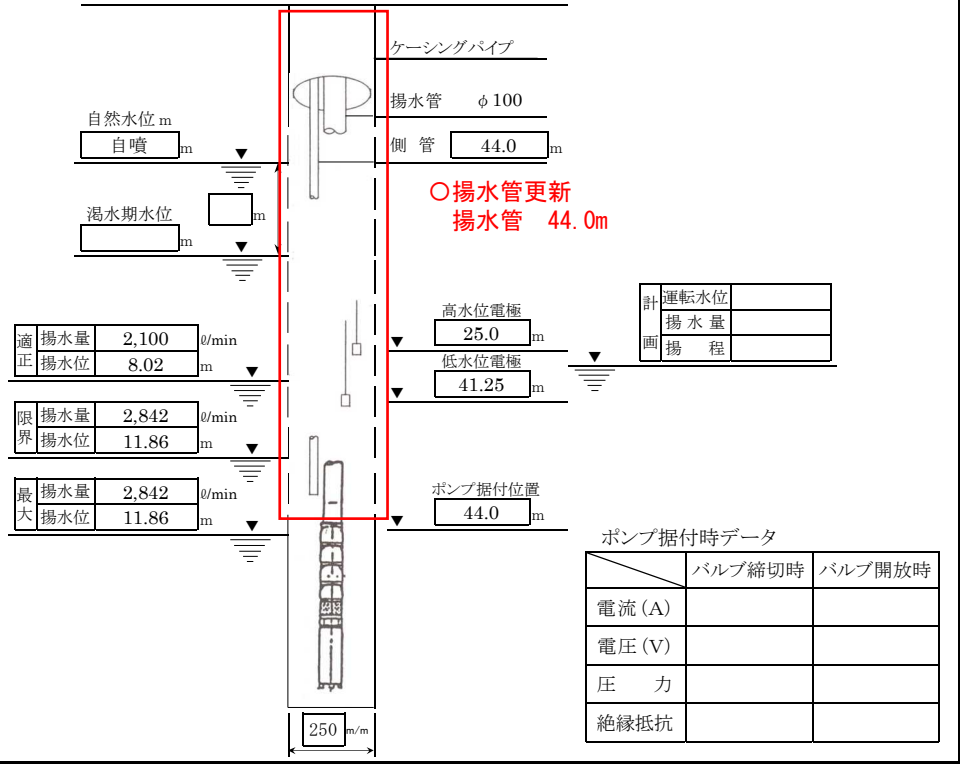 ケーシングパイプ
揚水管 φ100
自然水位 m
自噴 m
側 管 44.0 m
○揚水管更新
揚水管 44.0m
m
渇水期水位
m
計画
運転水位
揚 水 量
揚 程
高水位電極
25.0 m
適正
揚水量 2,100 ℓ/min
揚水位 8.02 m
低水位電極
41.25 m
限界
揚水量 2,842 ℓ/min
揚水位 11.86 m
最大
揚水量 2,842 ℓ/min
揚水位 11.86 m
ポンプ据付位置
44.0 m
ポンプ据付時データ
バルブ締切時 バルブ開放時
電流(A)
電圧(V)
圧 力
絶縁抵抗
250 m/m